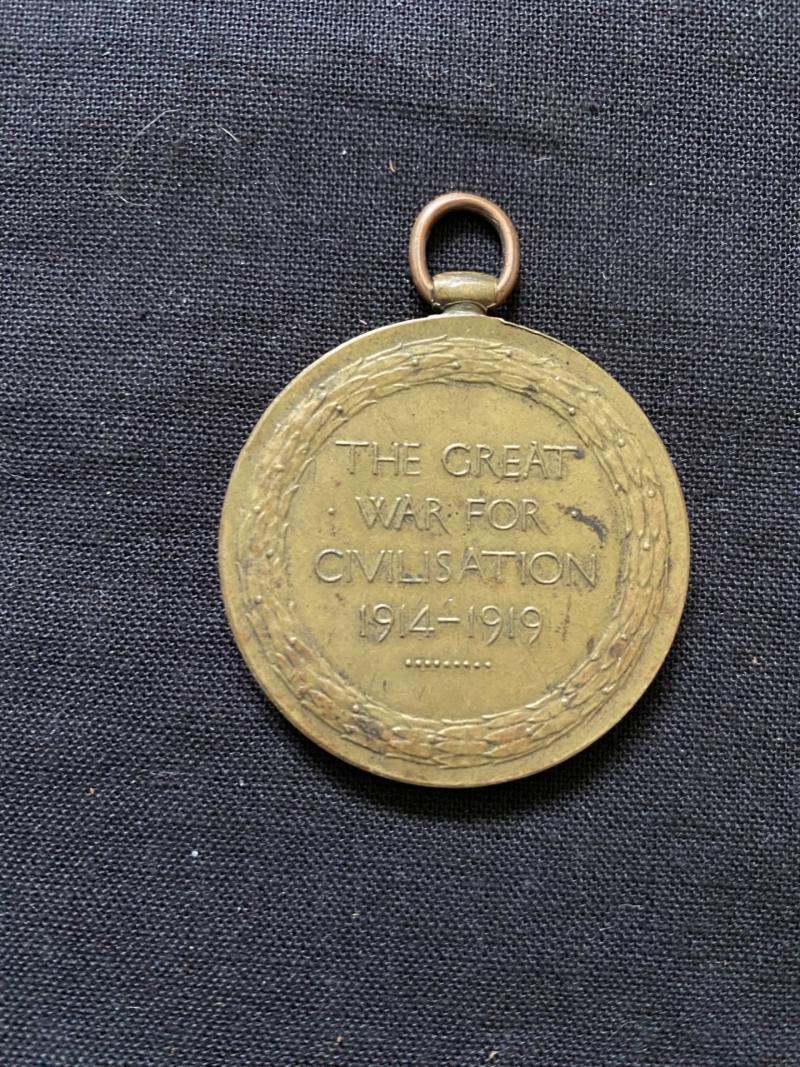 THE GREAT
WAR FOR
CIVILISATION
1914-1919